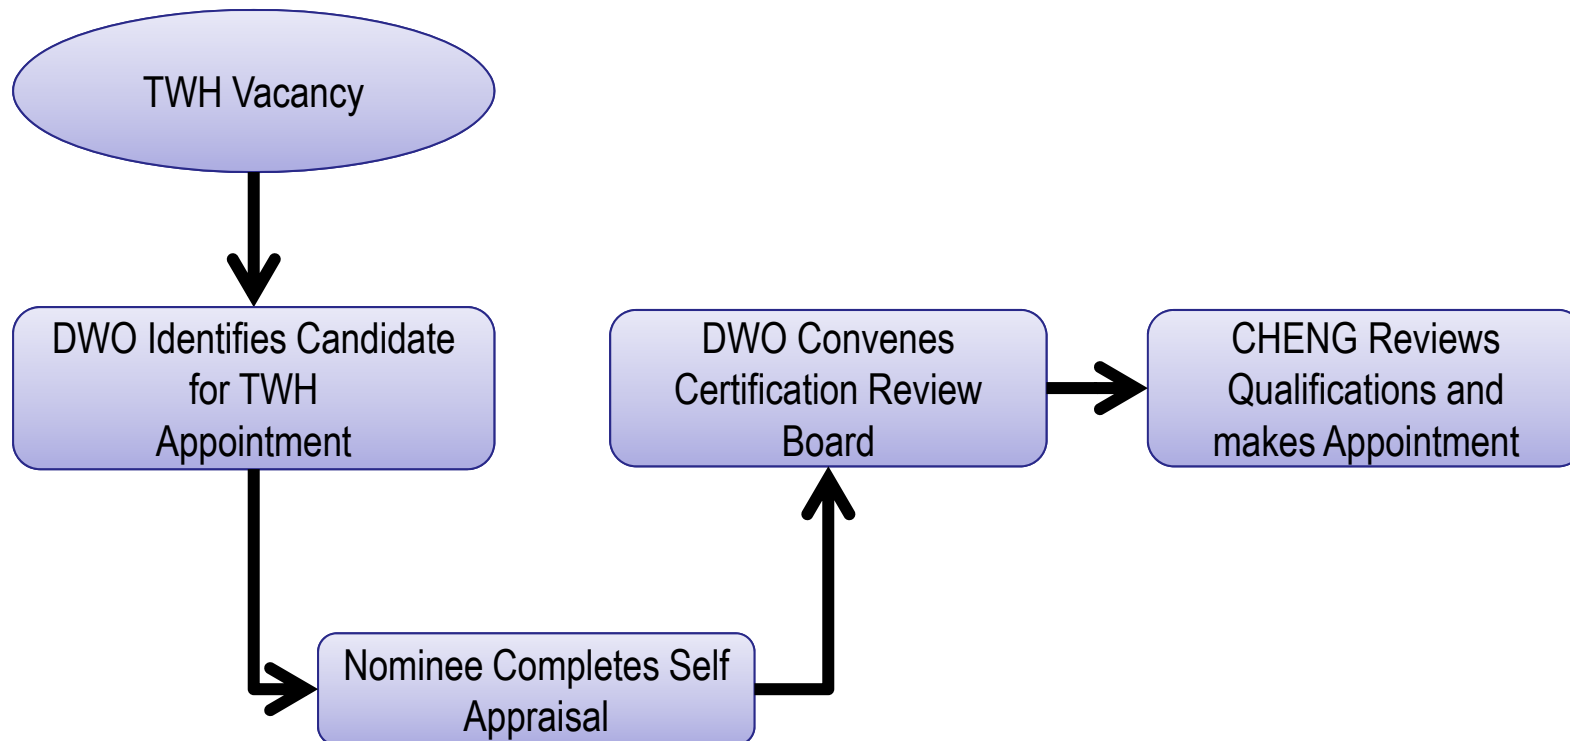 TWH Vacancy
DWO Identifies Candidate
for TWH
Appointment
Nominee Completes Self
Appraisal
DWO Convenes
Certification Review
Board
CHENG Reviews
Qualifications and
makes Appointment